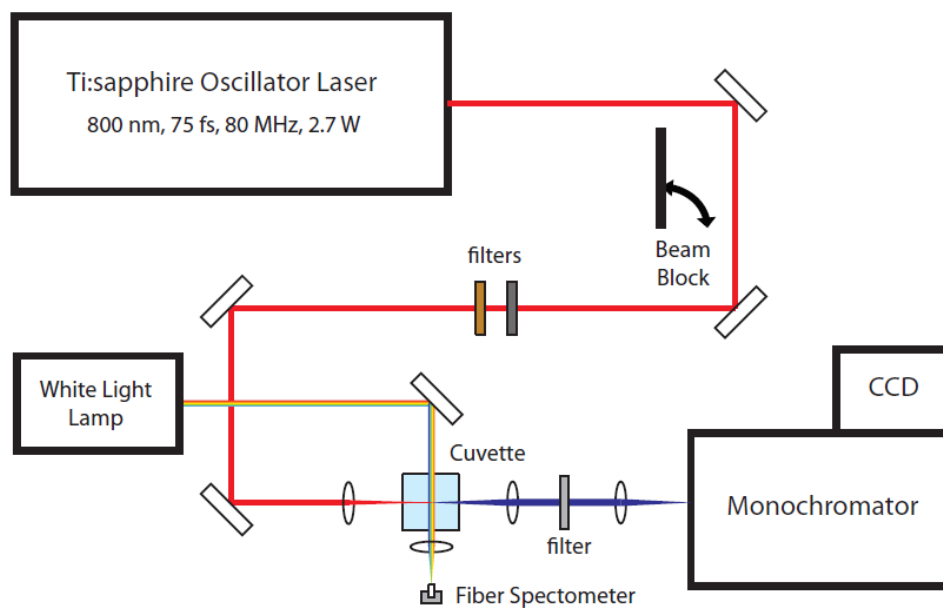 Ti:sapphire Oscillator Laser
800 nm, 75 fs, 80 MHz, 2.7 W
Beam
Block
filters
White Light
Lamp
CCD
Cuvette
Monochromator
filter
Fiber Spectometer